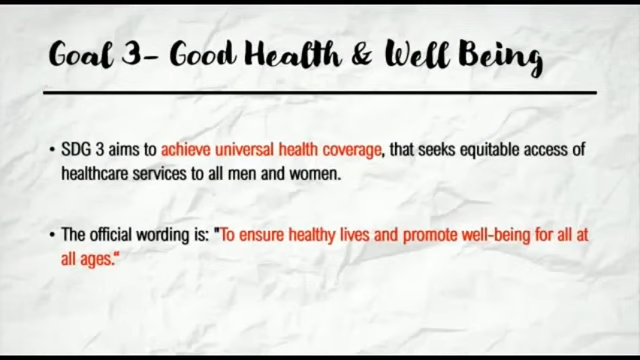 Goal 3- Good Health & Well Being
• SDG 3 aims to achieve universal health coverage, that seeks equitable access of
healthcare services to all men and women.
• The official wording is: "To ensure healthy lives and promote well-being for all at
all ages."